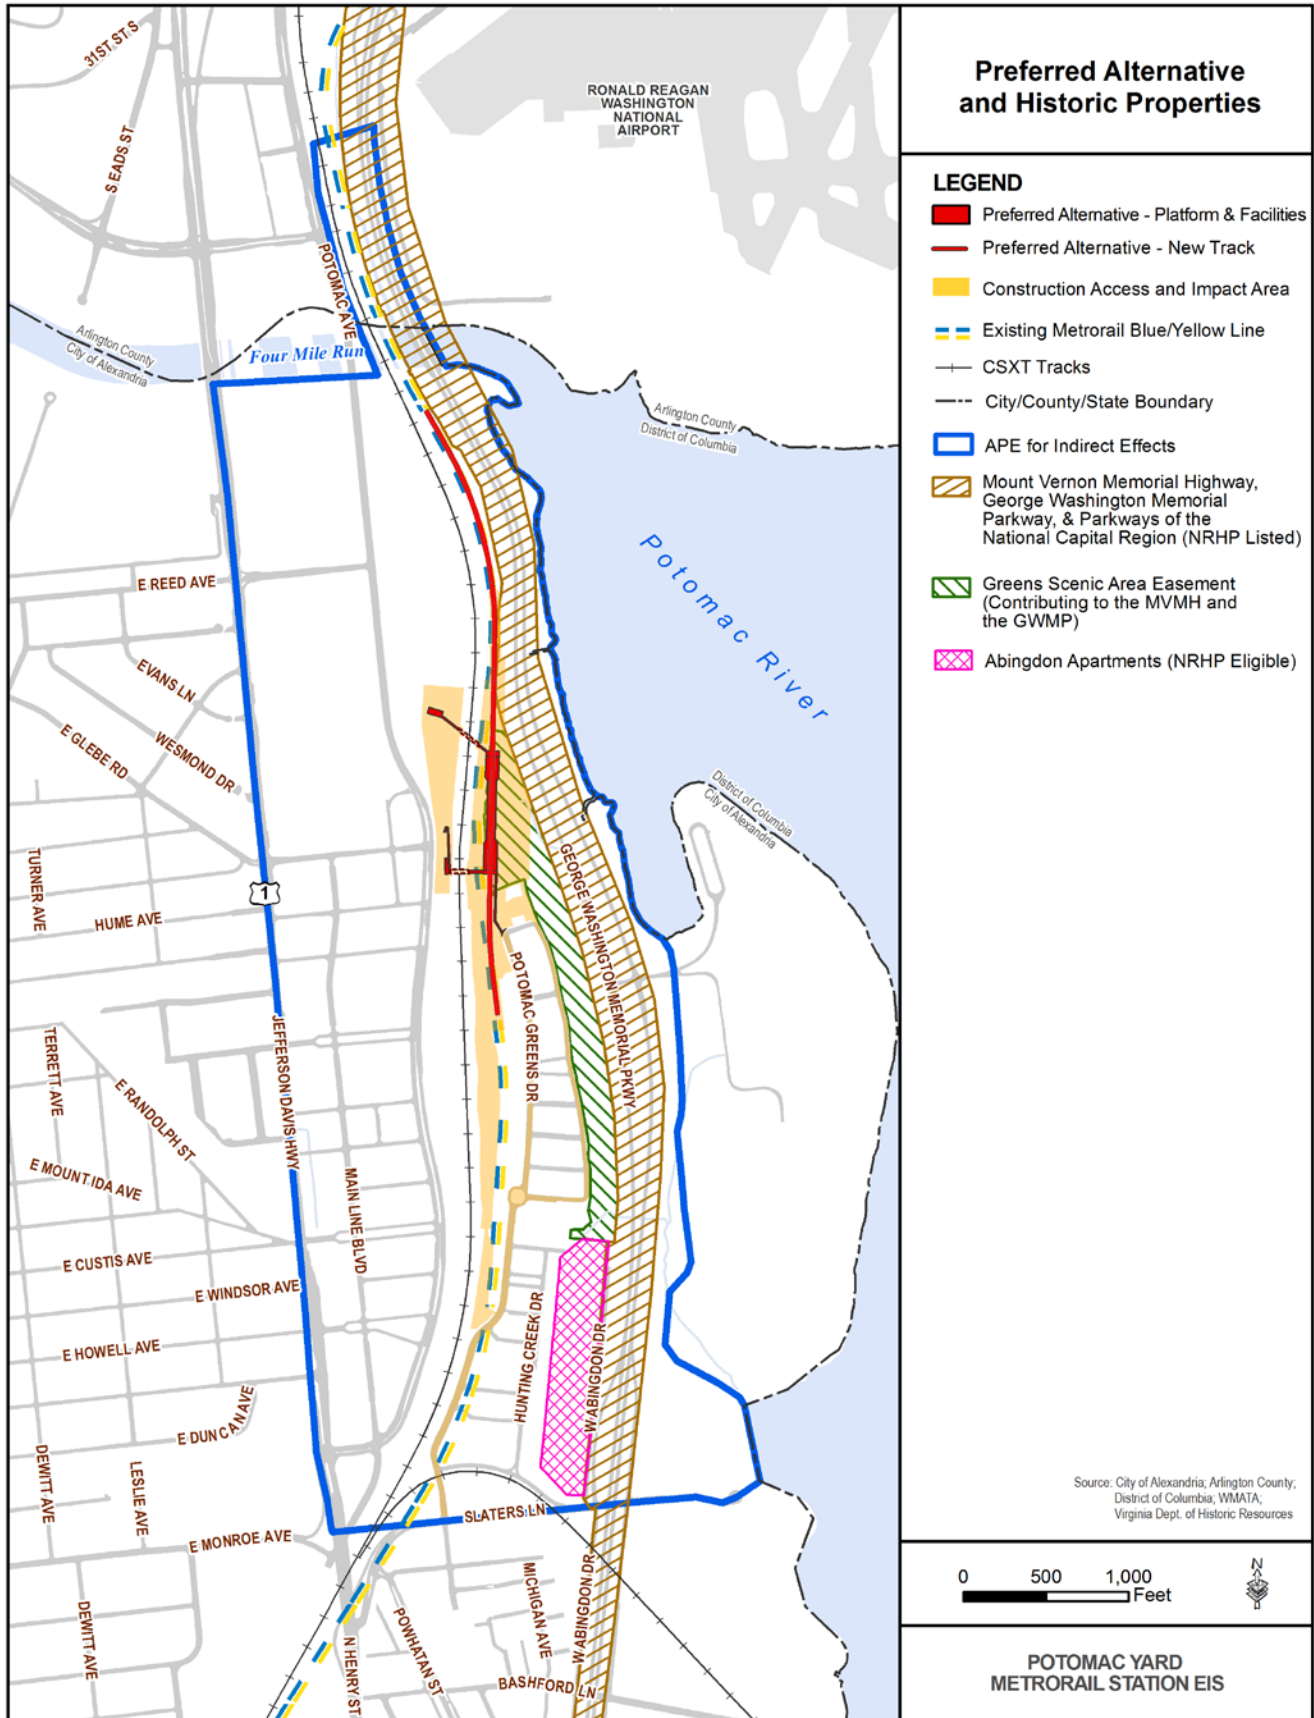 Preferred Alternative
and Historic Properties
LEGEND
Preferred Alternative - Platform & Facilities
Preferred Alternative - New Track
Construction Access and Impact Area
Existing Metrorail Blue/Yellow Line
CSXT Tracks
City/County/State Boundary
APE for Indirect Effects
Mount Vernon Memorial Highway,
George Washington Memorial
Parkway, & Parkways of the
National Capital Region (NRHP Listed)
Greens Scenic Area Easement
(Contributing to the MVMH and
the GWMP)
Abingdon Apartments (NRHP Eligible)
Source: City of Alexandria; Arlington County;
District of Columbia; WMATA;
Virginia Dept. of Historic Resources
0 500 1,000
Feet
N
POTOMAC YARD
METRORAIL STATION EIS
31ST ST S
RONALD REAGAN
WASHINGTON
NATIONAL
AIRPORT
S EADS ST
POTOMAC AVE
Arlington County
City of Alexandria
Four Mile Run
Arlington County
District of Columbia
Potomac River
E REED AVE
EVANS LN
WESMOND DR
E GLEBE RD
District of Columbia
City of Alexandria
TURNER AVE
1
HUME AVE
GEORGE WASHINGTON MEMORIAL PKWY
POTOMAC GREENS DR
JEFFERSON DAVIS HWY
TERRETT AVE
E RANDOLPH ST
E MOUNT IDA AVE
MAIN LINE BLVD
E CUSTIS AVE
E WINDSOR AVE
E HOWELL AVE
HUNTING CREEK DR
W ABINGDON DR
E DUNCAN AVE
DEWITT AVE
LESLIE AVE
SLATERS LN
E MONROE AVE
DEWITT AVE
N HENRY ST
POWHATAN ST
MICHIGAN AVE
W ABINGDON DR
BASHFORD LN